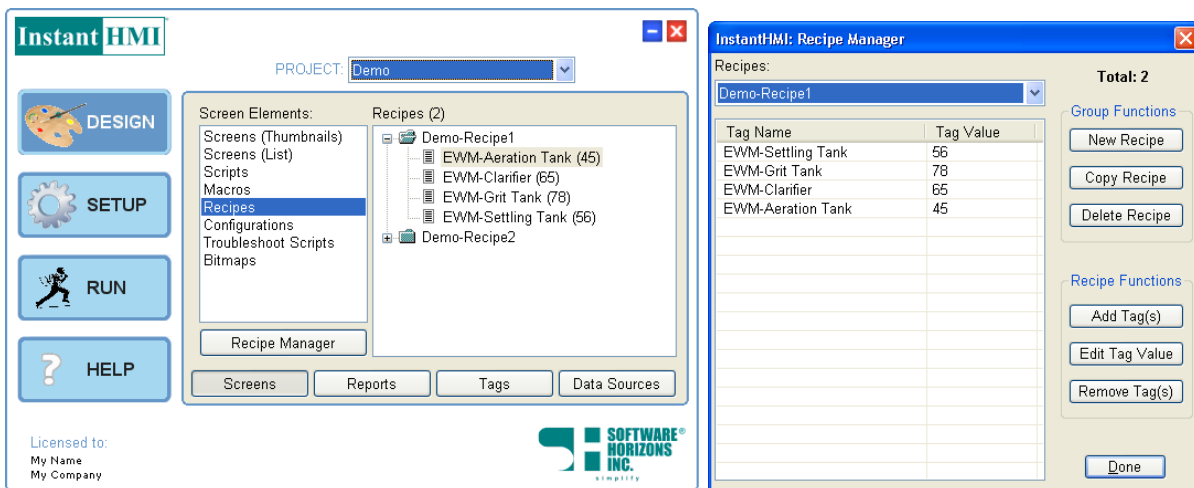 Instant HMI
PROJECT: Demo
DESIGN
SETUP
RUN
HELP
Screen Elements:
Screens (Thumbnails)
Screens (List)
Scripts
Macros
Recipes
Configurations
Troubleshoot Scripts
Bitmaps
Recipe Manager
Recipes (2)
Demo-Recipe1
EWM-Aeration Tank (45)
EWM-Clarifier (65)
EWM-Grit Tank (78)
EWM-Settling Tank (56)
Demo-Recipe2
Screens Reports Tags Data Sources
Licensed to:
My Name
My Company
SOFTWARE®
HORIZONS
INC.
simplify
InstantHMI: Recipe Manager
Recipes:
Demo-Recipe1
Tag Name Tag Value
EWM-Settling Tank 56
EWM-Grit Tank 78
EWM-Clarifier 65
EWM-Aeration Tank 45
Total: 2
Group Functions
New Recipe
Copy Recipe
Delete Recipe
Recipe Functions
Add Tag(s)
Edit Tag Value
Remove Tag(s)
Done